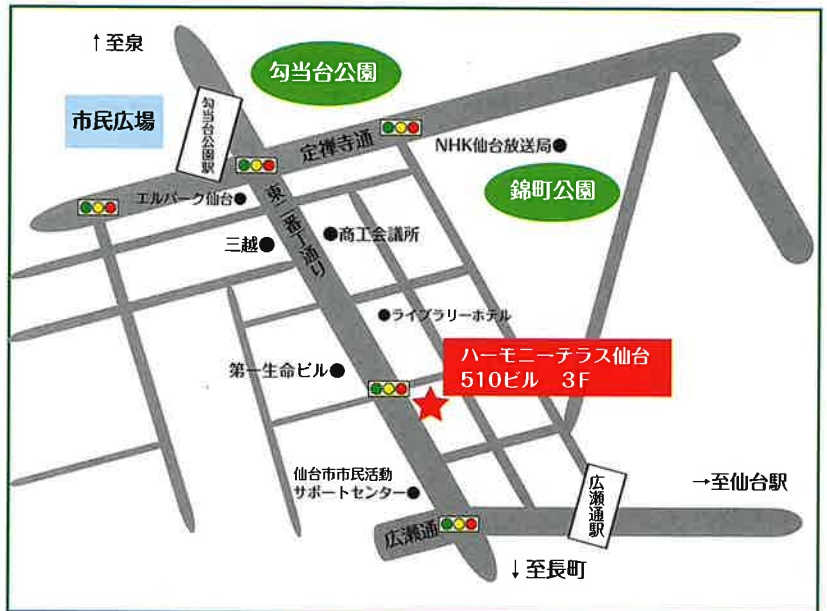 ↑至泉
勾当台公園
市民広場
勾当台公園駅
定禅寺通
NHK仙台放送局●
錦町公園
エルパーク仙台●
東二番丁通り
三越●
●商工会議所
●ライブラリーホテル
ハーモニーテラス仙台
510ビル 3F
第一生命ビル●
仙台市市民活動
サポートセンター●
広瀬通駅
→至仙台駅
広瀬通
↓至長町